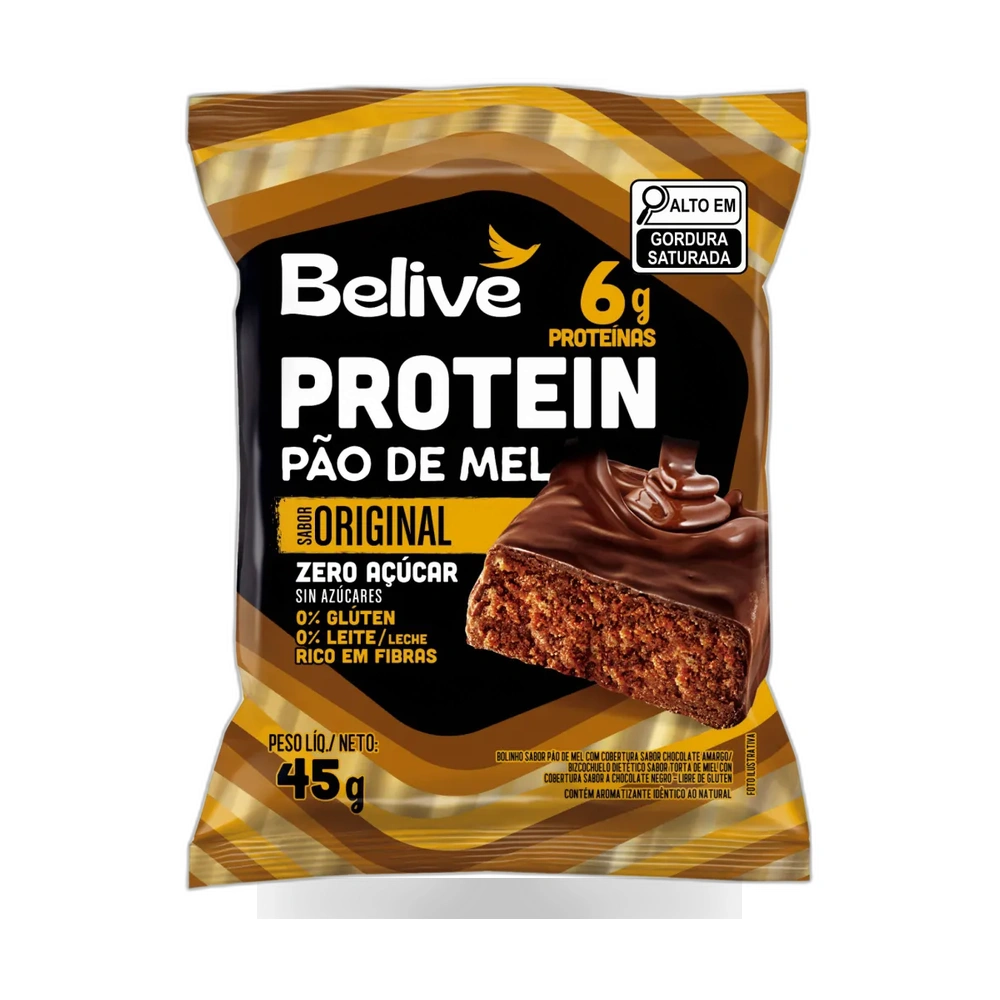 ALTO EM
GORDURA
SATURADA
Belive
6g
PROTEÍNAS
PROTEIN
PÃO DE MEL
SABOR
ORIGINAL
ZERO AÇÚCAR
SIN AZÚCARES
0% GLÚTEN
0% LEITE/LECHE
RICO EM FIBRAS
PESO LÍQ./ NETO:
45g
BOLINHO SABOR PÃO DE MEL COM COBERTURA SABOR CHOCOLATE AMARGO/
BIZCOCHUELO DIETÉTICO SABOR TORTA DE MIEL CON
COBERTURA SABOR A CHOCOLATE NEGRO - LIBRE DE GLUTEN
CONTÉM AROMATIZANTE IDÊNTICO AO NATURAL
FOTO ILUSTRATIVA